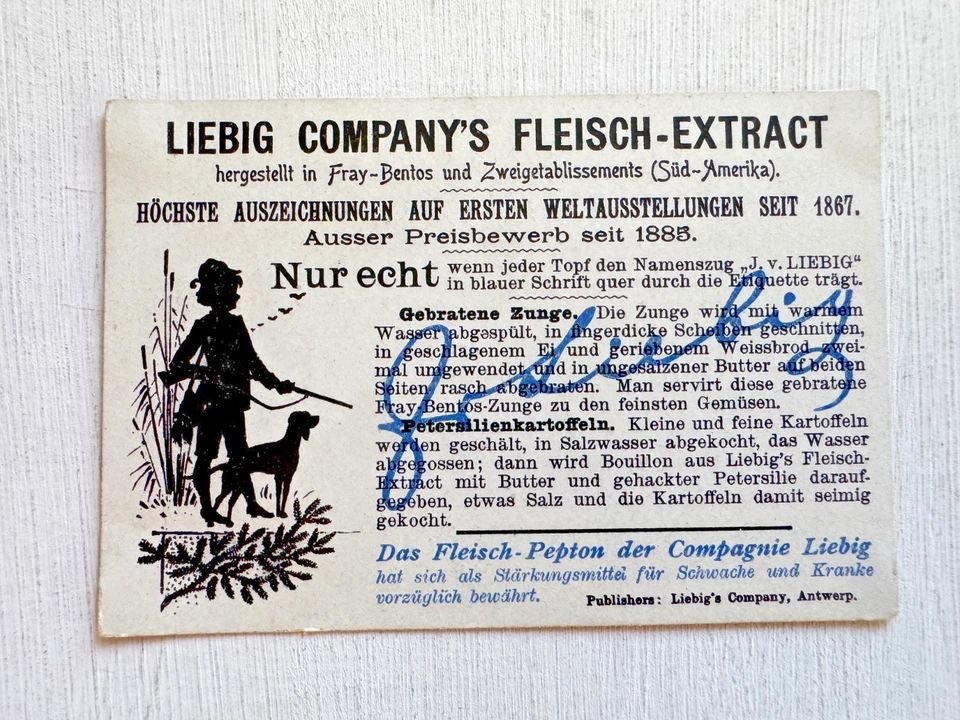 LIEBIG COMPANY'S FLEISCH-EXTRACT
hergestellt in Fray-Bentos und Zweigetablissements (Süd-Amerika).
HÖCHSTE AUSZEICHNUNGEN AUF ERSTEN WELTAUSSTELLUNGEN SEIT 1867.
Ausser Preisbewerb seit 1885.
Nur echt wenn jeder Topf den Namenszug „J. v. LIEBIG“
in blauer Schrift quer durch die Etiquette trägt.
Gebratene Zunge. Die Zunge wird mit warmem
Wasser abgespült, in fingerdicke Scheiben geschnitten,
in geschlagenem Ei und geriebenem Weissbrod zwei-
mal umgewendet und in ungesalzener Butter auf beiden
Seiten rasch abgebraten. Man servirt diese gebratene
Fray-Bentos-Zunge zu den feinsten Gemüsen.
Petersilienkartoffeln. Kleine und feine Kartoffeln
werden geschält, in Salzwasser abgekocht, das Wasser
abgegossen; dann wird Bouillon aus Liebig's Fleisch-
Extract mit Butter und gehackter Petersilie darauf-
gegeben, etwas Salz und die Kartoffeln damit seimig
gekocht.
J v Liebig
Das Fleisch-Pepton der Compagnie Liebig
hat sich als Stärkungsmittel für Schwache und Kranke
vorzüglich bewährt. Publishers: Liebig's Company, Antwerp.